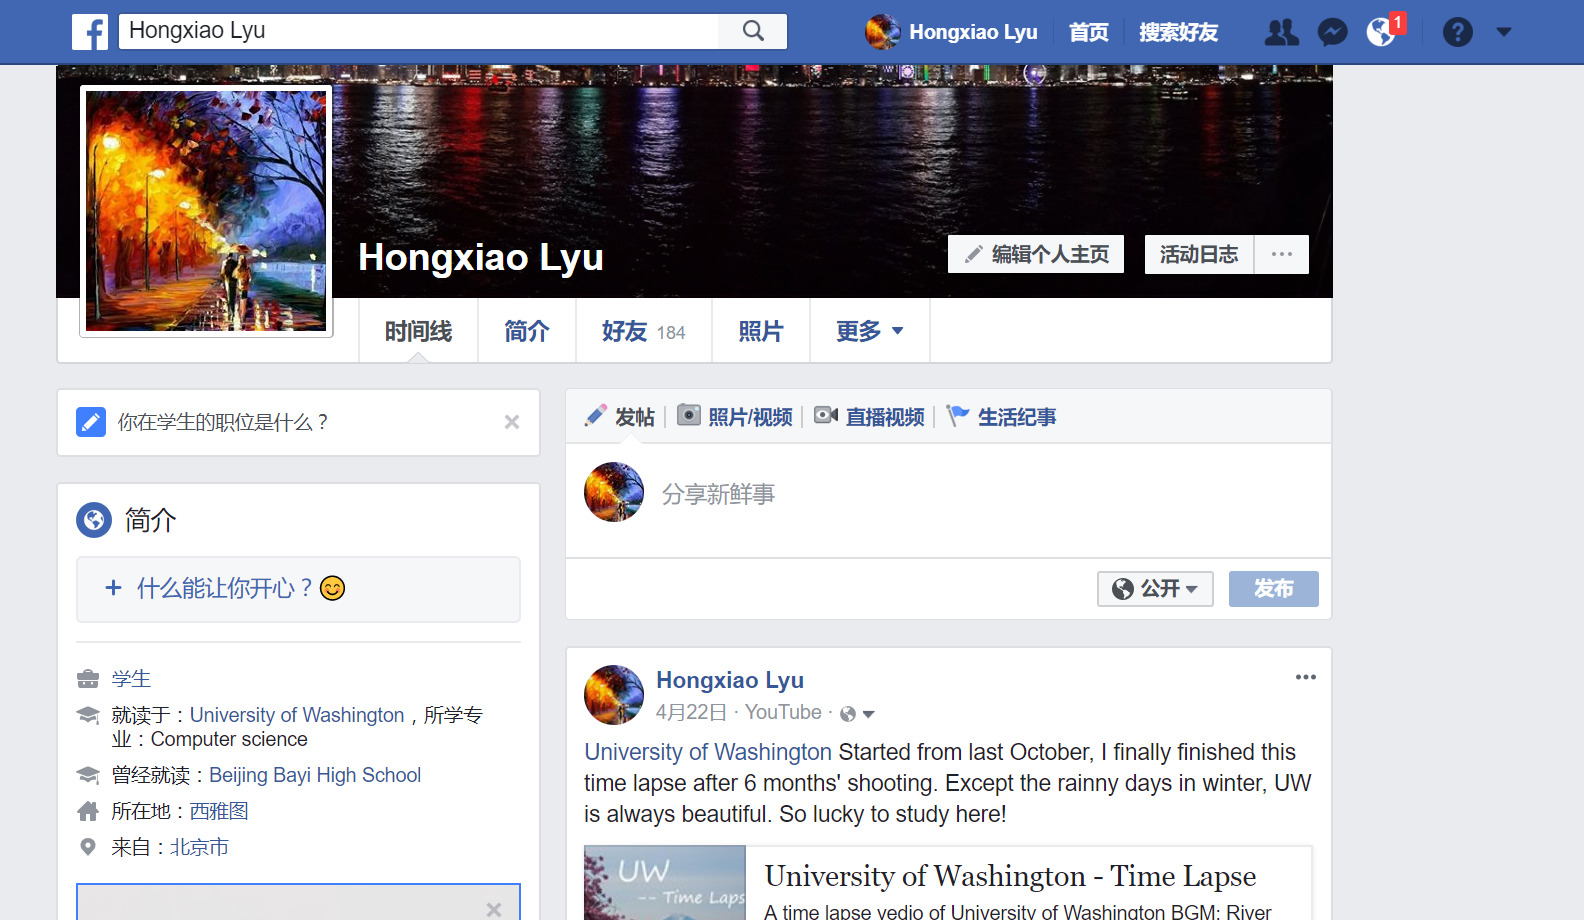 Hongxiao Lyu
Hongxiao Lyu 首页 搜索好友 1
Hongxiao Lyu
编辑个人主页 活动日志 ···
时间线 简介 好友 184 照片 更多
你在学生的职位是什么？
简介
+ 什么能让你开心？😊
学生
就读于：University of Washington，所学专
业：Computer science
曾经就读：Beijing Bayi High School
所在地：西雅图
来自：北京市
发帖 照片/视频 直播视频 生活纪事
分享新鲜事
公开 发布
Hongxiao Lyu
4月22日 · YouTube ·
University of Washington Started from last October, I finally finished this
time lapse after 6 months' shooting. Except the rainny days in winter, UW
is always beautiful. So lucky to study here!
UW
-- Time Laps
University of Washington - Time Lapse
A time lapse vedio of University of Washington BGM: River